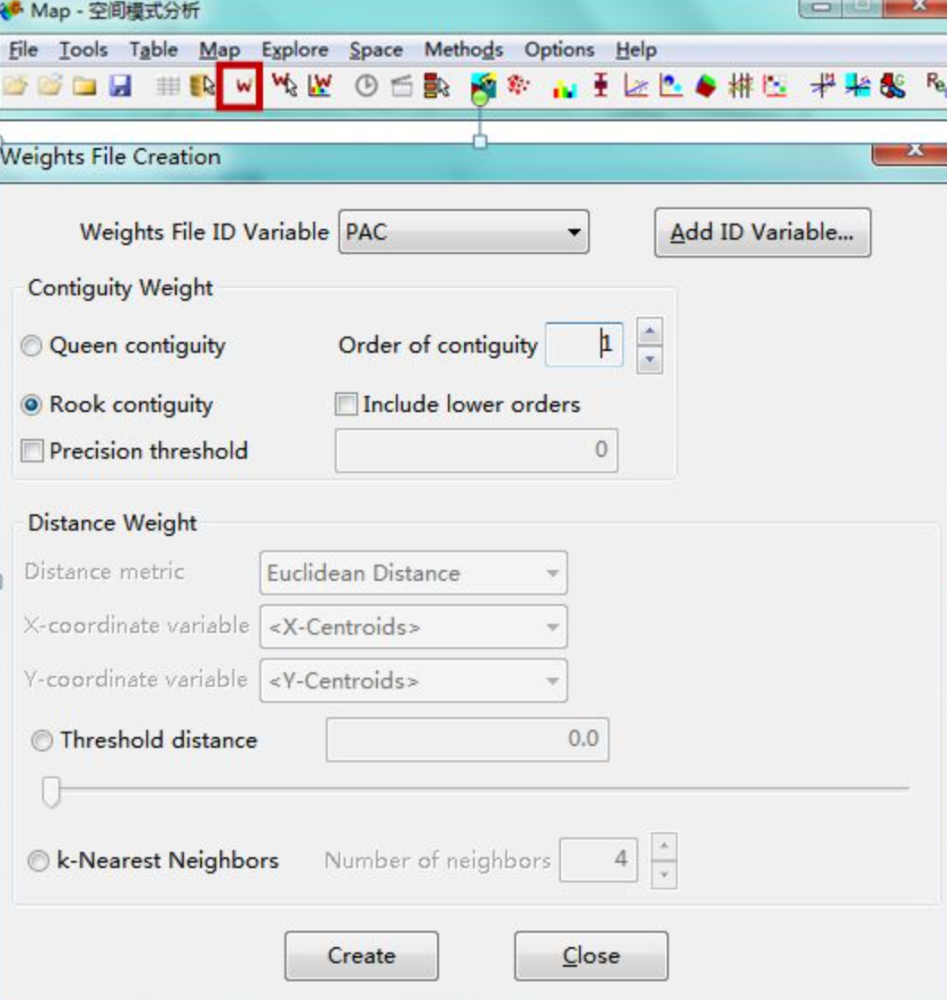 Map - 空间模式分析
File Tools Table Map Explore Space Methods Options Help
W W W
Weights File Creation
Weights File ID Variable PAC Add ID Variable...
Contiguity Weight
Queen contiguity Order of contiguity 1
Rook contiguity Include lower orders
Precision threshold 0
Distance Weight
Distance metric Euclidean Distance
X-coordinate variable <X-Centroids>
Y-coordinate variable <Y-Centroids>
Threshold distance 0.0
k-Nearest Neighbors Number of neighbors 4
Create Close